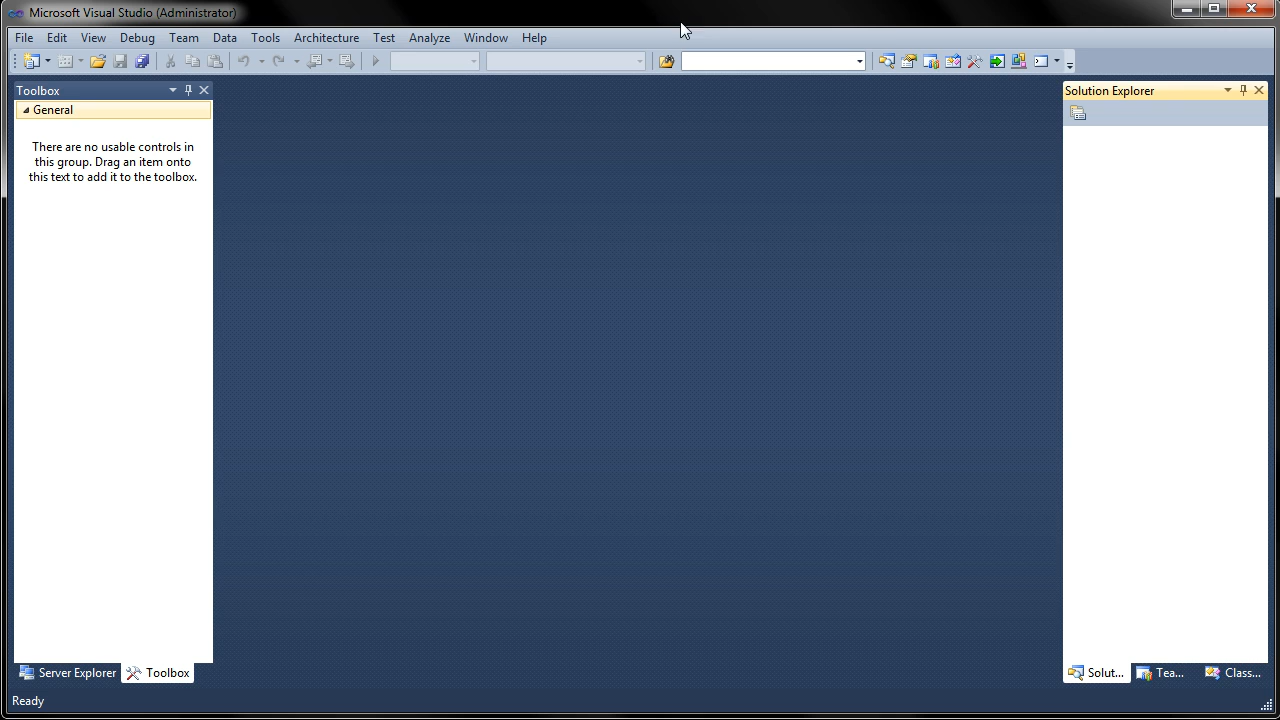 Microsoft Visual Studio (Administrator)
File Edit View Debug Team Data Tools Architecture Test Analyze Window Help
Toolbox
General
There are no usable controls in
this group. Drag an item onto
this text to add it to the toolbox.
Solution Explorer
Server Explorer
Toolbox
Solut...
Tea...
Class...
Ready